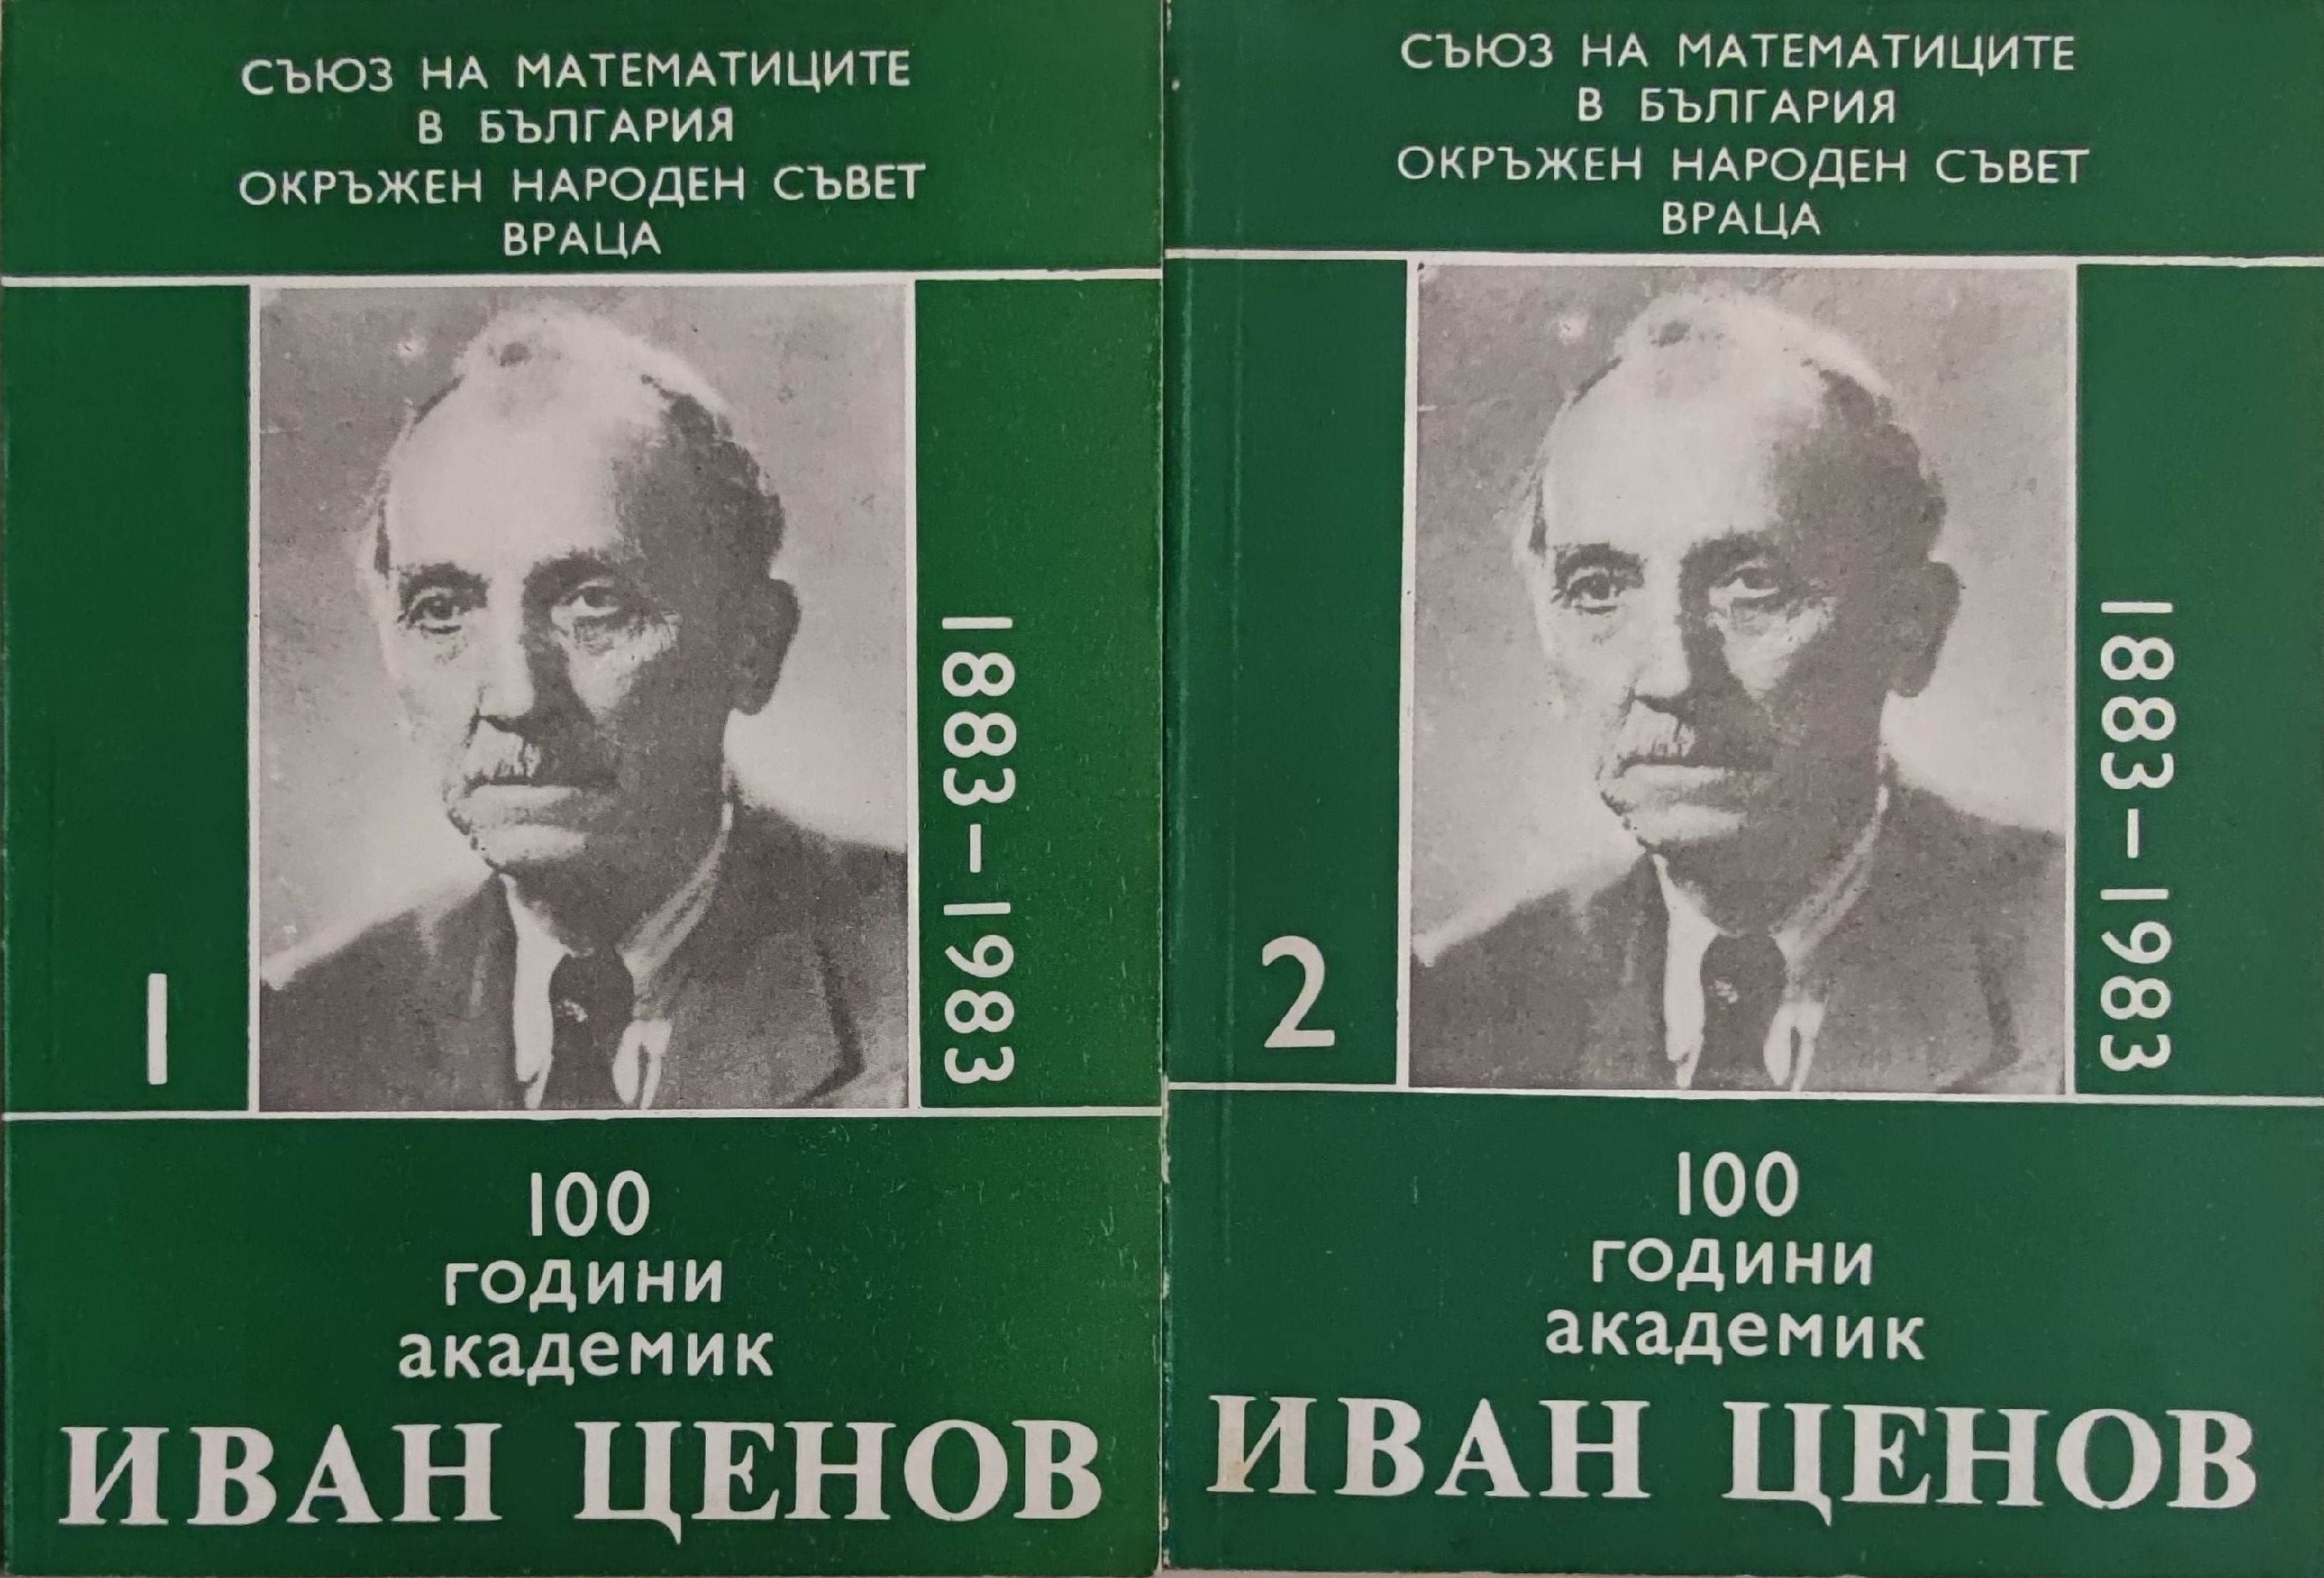 СЪЮЗ НА МАТЕМАТИЦИТЕ
В БЪЛГАРИЯ
ОКРЪЖЕН НАРОДЕН СЪВЕТ
ВРАЦА
1
1883-1983
100
години
академик
ИВАН ЦЕНОВ
СЪЮЗ НА МАТЕМАТИЦИТЕ
В БЪЛГАРИЯ
ОКРЪЖЕН НАРОДЕН СЪВЕТ
ВРАЦА
2
1883-1983
100
години
академик
ИВАН ЦЕНОВ